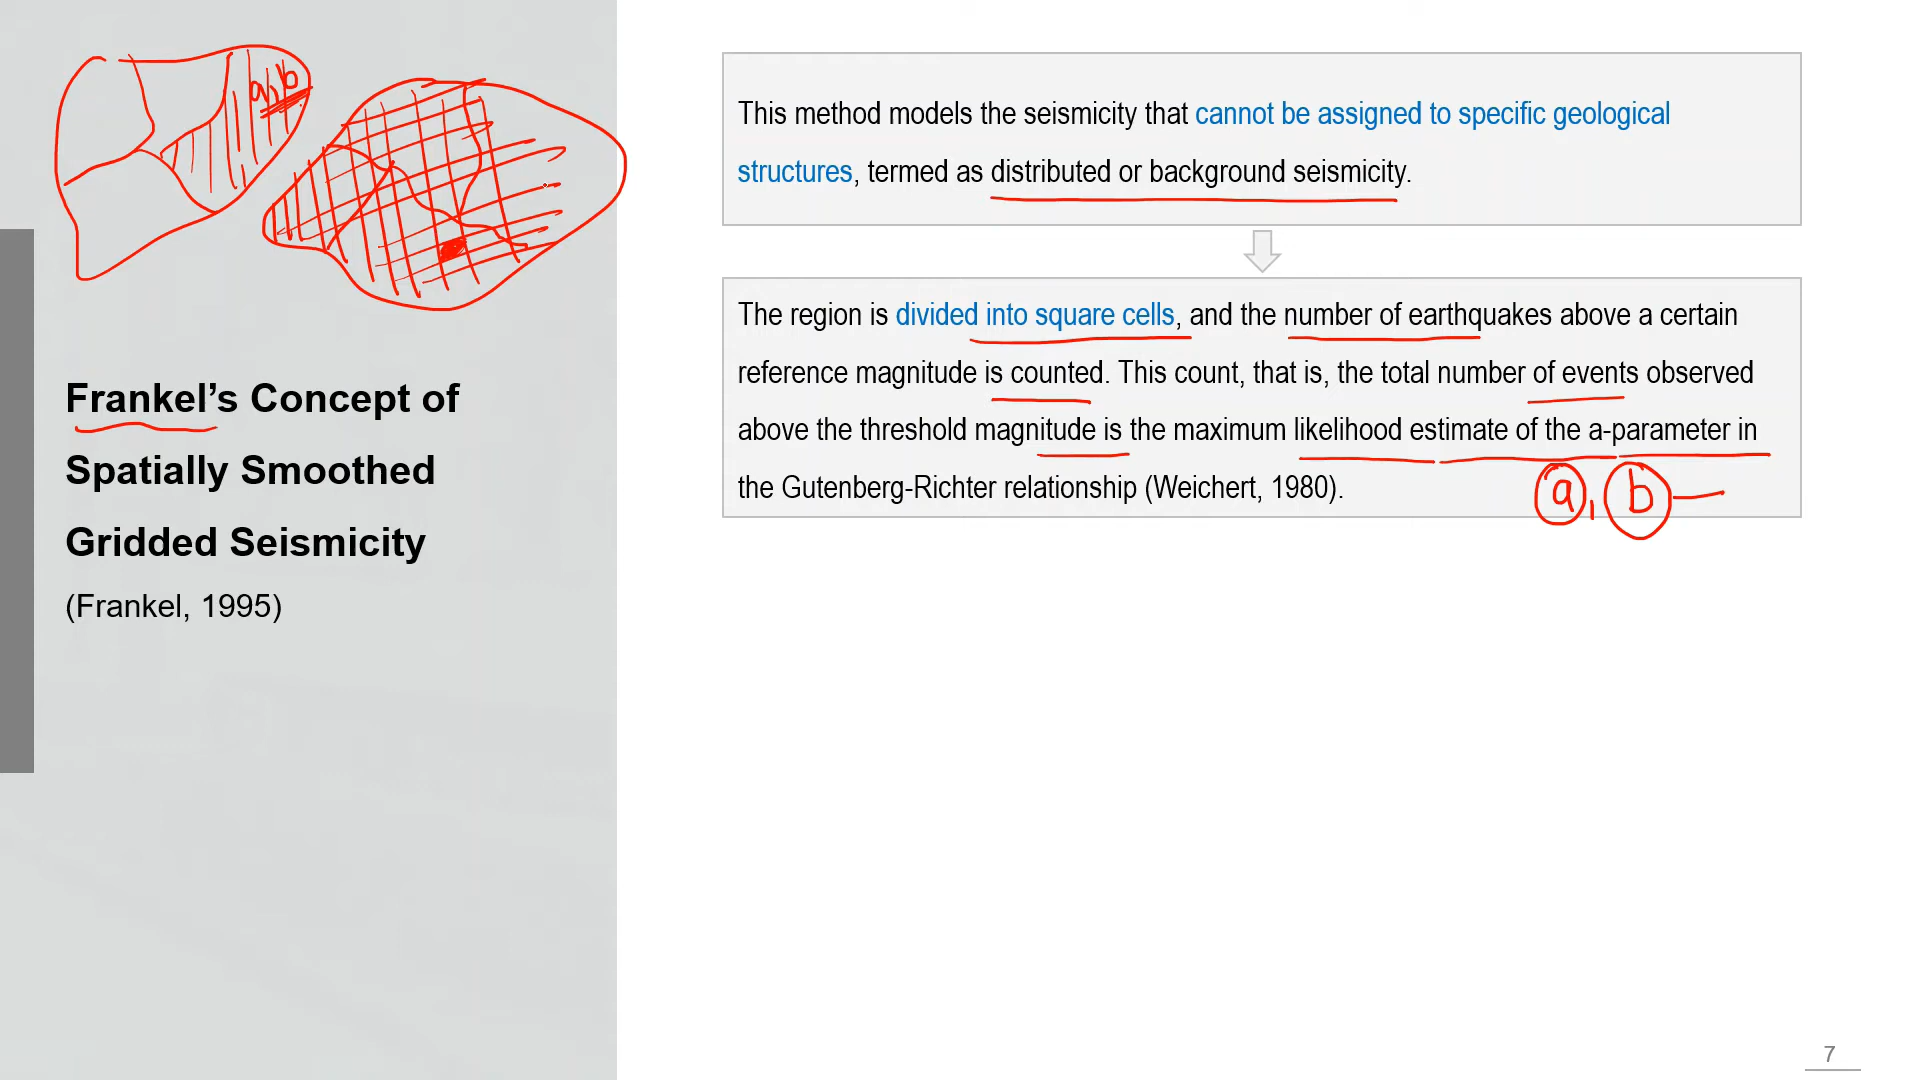 a, b
Frankel’s Concept of
Spatially Smoothed
Gridded Seismicity
(Frankel, 1995)
This method models the seismicity that cannot be assigned to specific geological
structures, termed as distributed or background seismicity.
The region is divided into square cells, and the number of earthquakes above a certain
reference magnitude is counted. This count, that is, the total number of events observed
above the threshold magnitude is the maximum likelihood estimate of the a-parameter in
the Gutenberg-Richter relationship (Weichert, 1980).
a, b
7